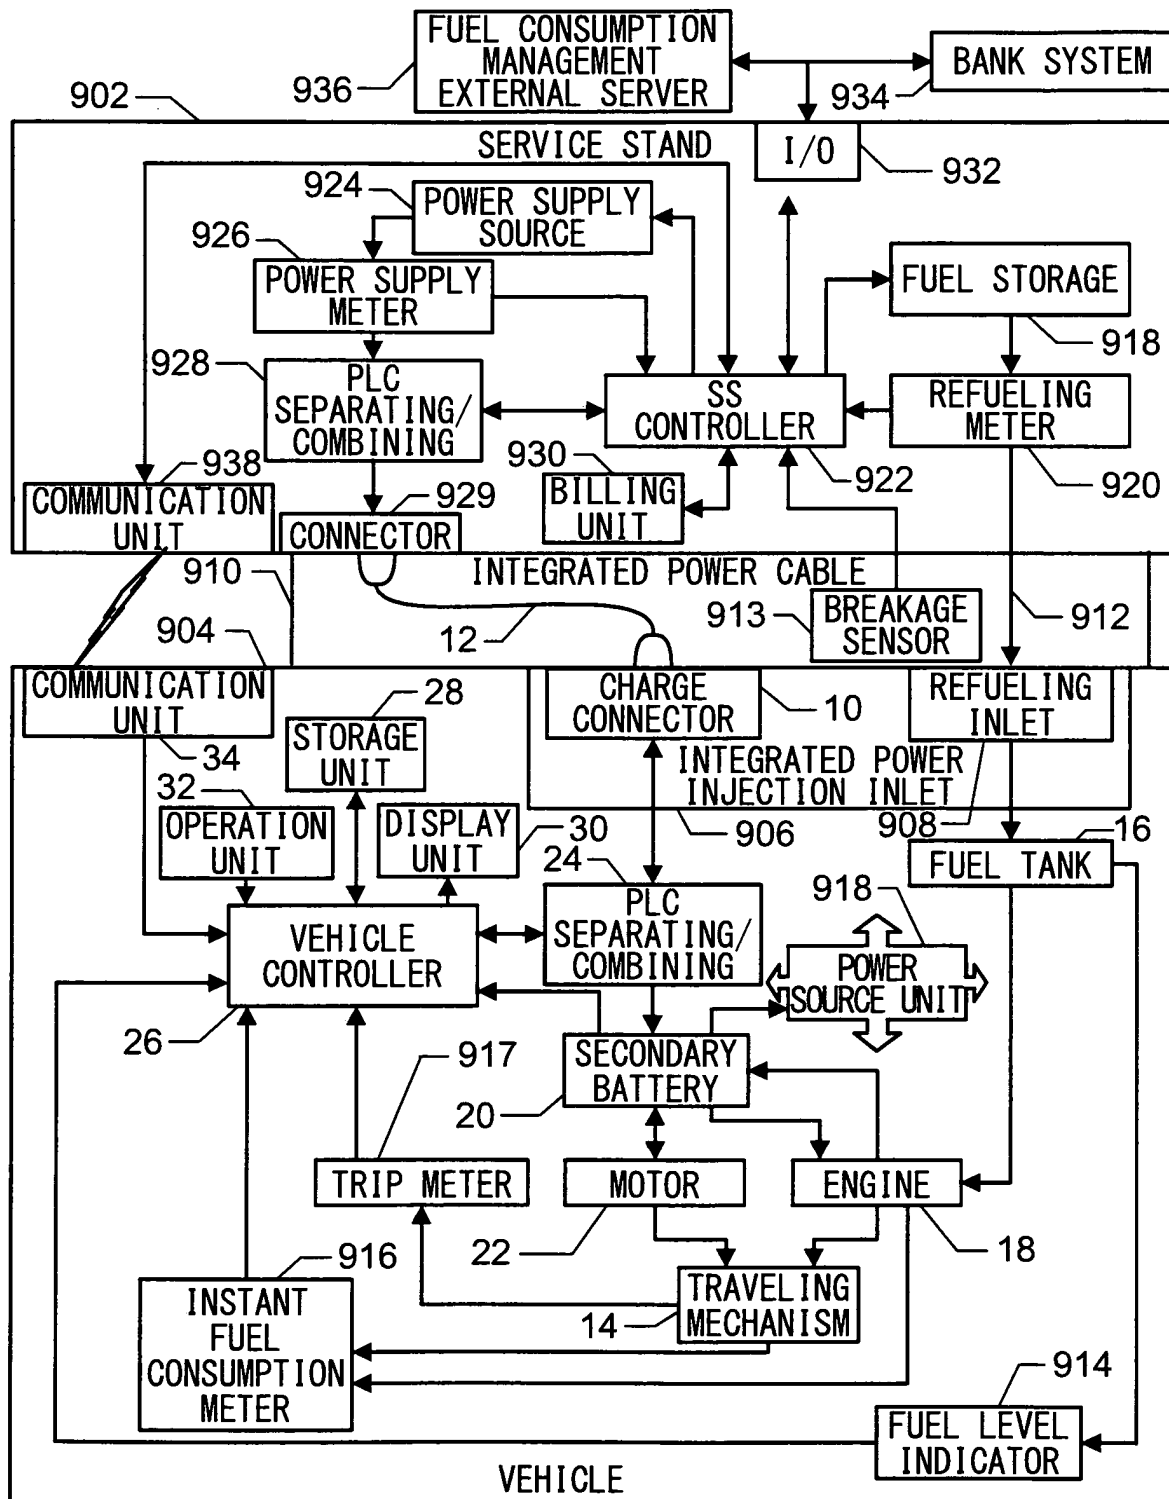 FUEL CONSUMPTION
MANAGEMENT
EXTERNAL SERVER
936
BANK SYSTEM
934
902
SERVICE STAND
I/O
932
924
POWER SUPPLY
SOURCE
926
POWER SUPPLY
METER
FUEL STORAGE
918
928
PLC
SEPARATING/
COMBINING
SS
CONTROLLER
REFUELING
METER
938
930
922
920
COMMUNICATION
UNIT
929
CONNECTOR
BILLING
UNIT
910
INTEGRATED POWER CABLE
12
913
BREAKAGE
SENSOR
912
904
COMMUNICATION
UNIT
34
28
STORAGE
UNIT
CHARGE
CONNECTOR
10
REFUELING
INLET
INTEGRATED POWER
INJECTION INLET
32
OPERATION
UNIT
DISPLAY
UNIT
30
906
908
16
24
FUEL TANK
918
PLC
SEPARATING/
COMBINING
VEHICLE
CONTROLLER
POWER
SOURCE UNIT
26
917
SECONDARY
BATTERY
20
TRIP METER
MOTOR
ENGINE
22
18
916
INSTANT
FUEL
CONSUMPTION
METER
TRAVELING
MECHANISM
14
914
FUEL LEVEL
INDICATOR
VEHICLE